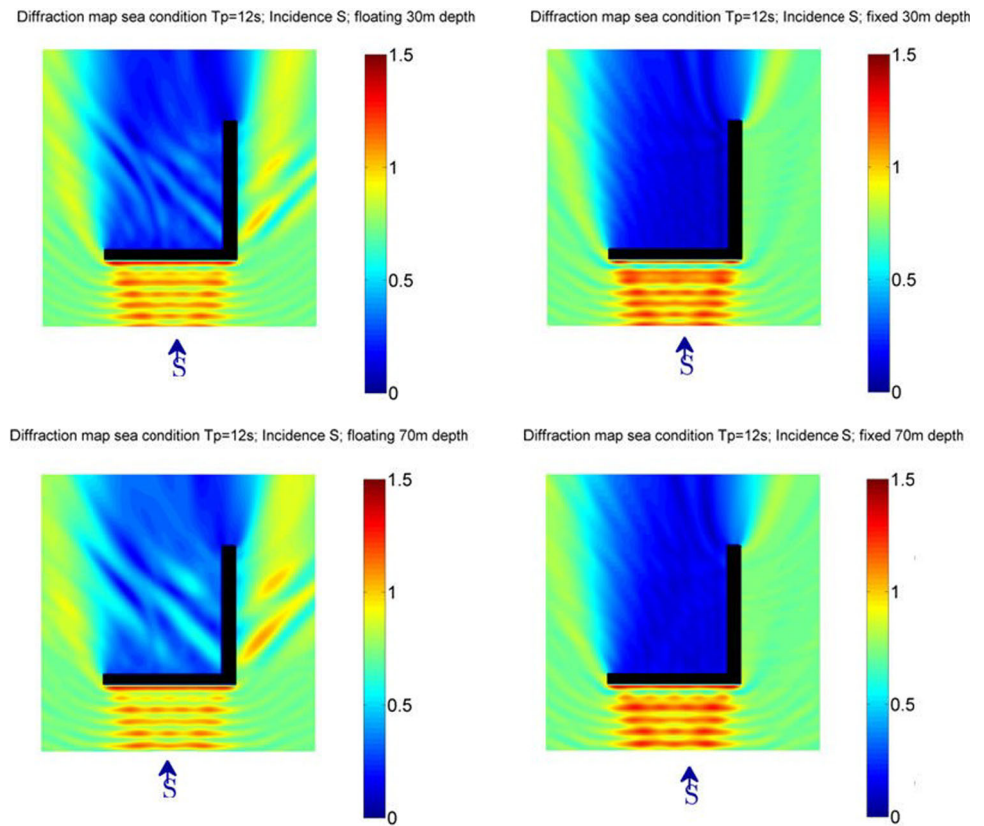 Diffraction map sea condition Tp=12s; Incidence S; floating 30m depth
1.5
1
0.5
0
S
Diffraction map sea condition Tp=12s; Incidence S; fixed 30m depth
1.5
1
0.5
0
S
Diffraction map sea condition Tp=12s; Incidence S; floating 70m depth
1.5
1
0.5
0
S
Diffraction map sea condition Tp=12s; Incidence S; fixed 70m depth
1.5
1
0.5
0
S